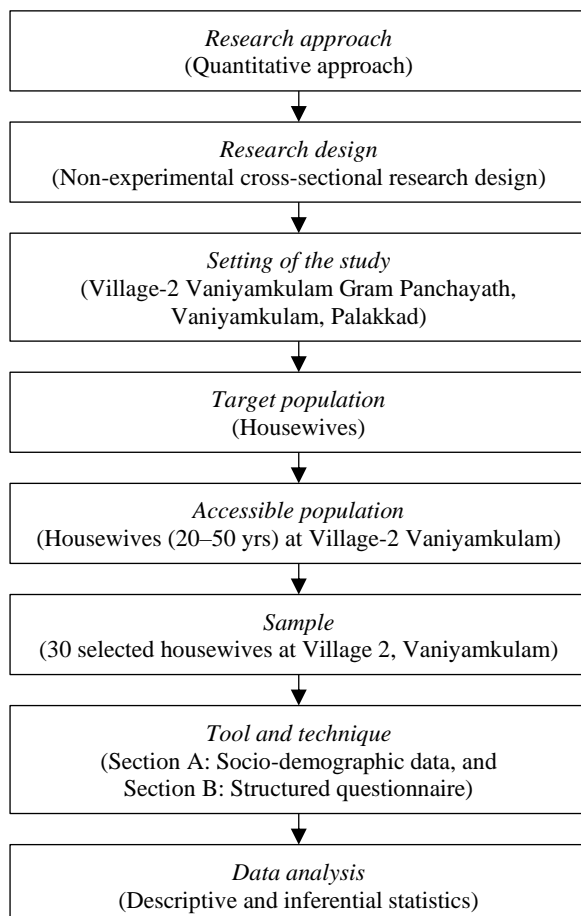 Research approach
(Quantitative approach)
Research design
(Non-experimental cross-sectional research design)
Setting of the study
(Village-2 Vaniyamkulam Gram Panchayath,
Vaniyamkulam, Palakkad)
Target population
(Housewives)
Accessible population
(Housewives (20–50 yrs) at Village-2 Vaniyamkulam)
Sample
(30 selected housewives at Village 2, Vaniyamkulam)
Tool and technique
(Section A: Socio-demographic data, and
Section B: Structured questionnaire)
Data analysis
(Descriptive and inferential statistics)